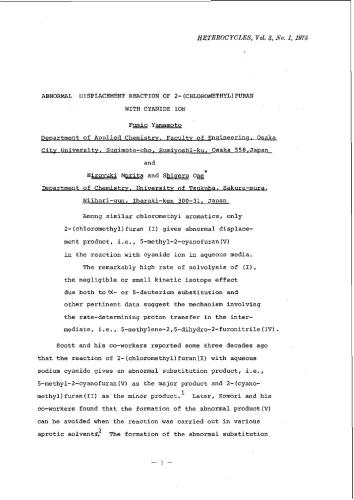 HETEROCYCLES, Vol. 3, No. 1, 1975
ABNORMAL DISPLACEMENT REACTION OF 2-(CHLOROMETHYL)FURAN
WITH CYANIDE ION
Fumio Yamamoto
Department of Applied Chemistry, Faculty of Engineering, Osaka
City University, Sugimoto-cho, Sumiyoshi-ku, Osaka 558,Japan
and
Hiroyuki Morita and Shigeru Oae*
Department of Chemistry, University of Tsukuba, Sakura-mura,
Niihari-gun, Ibaraki-ken 300-31, Japan
Among similar chloromethyl aromatics, only
2-(chloromethyl)furan (I) gives abnormal displace-
ment product, i.e., 5-methyl-2-cyanofuran(V)
in the reaction with cyanide ion in aqueous media.
The remarkably high rate of solvolysis of (I),
the negligible or small kinetic isotope effect
due both to α- or 5-deuterium substitution and
other pertinent data suggest the mechanism involving
the rate-determining proton transfer in the inter-
mediate, i.e., 5-methylene-2,5-dihydro-2-furonitrile(IV).
Scott and his co-workers reported some three decades ago
that the reaction of 2-(chloromethyl)furan(I) with aqueous
sodium cyanide gives an abnormal substitution product, i.e.,
5-methyl-2-cyanofuran(V) as the major product and 2-(cyano-
methyl)furan(II) as the minor product.1 Later, Komori and his
co-workers found that the formation of the abnormal product(V)
can be avoided when the reaction was carried out in various
aprotic solvents.2 The formation of the abnormal substitution
— 1 —